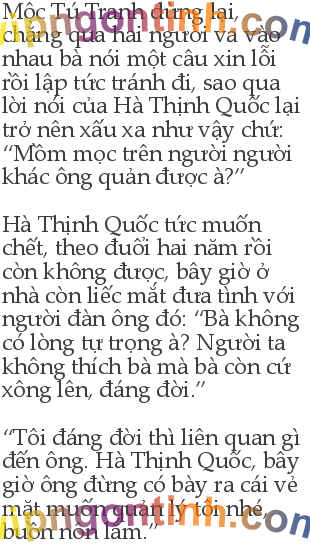 Mộc Tú Tranh đứng lại,
chẳng qua hai người va vào
nhau bà nói một câu xin lỗi
rồi lập tức tránh đi, sao qua
lời nói của Hà Thịnh Quốc lại
trở nên xấu xa như vậy chứ:
“Mồm mọc trên người người
khác ông quản được à?”

Hà Thịnh Quốc tức muốn
chết, theo đuổi hai năm rồi
còn không được, bây giờ ở
nhà còn liếc mắt đưa tình với
người đàn ông đó: “Bà không
có lòng tự trọng à? Người ta
không thích bà mà bà còn cứ
xông lên, đáng đời.”

“Tôi đáng đời thì liên quan gì
đến ông. Hà Thịnh Quốc, bây
giờ ông đừng có bày ra cái vẻ
mặt muốn quản lý tôi nhé,
buồn nôn lắm.”